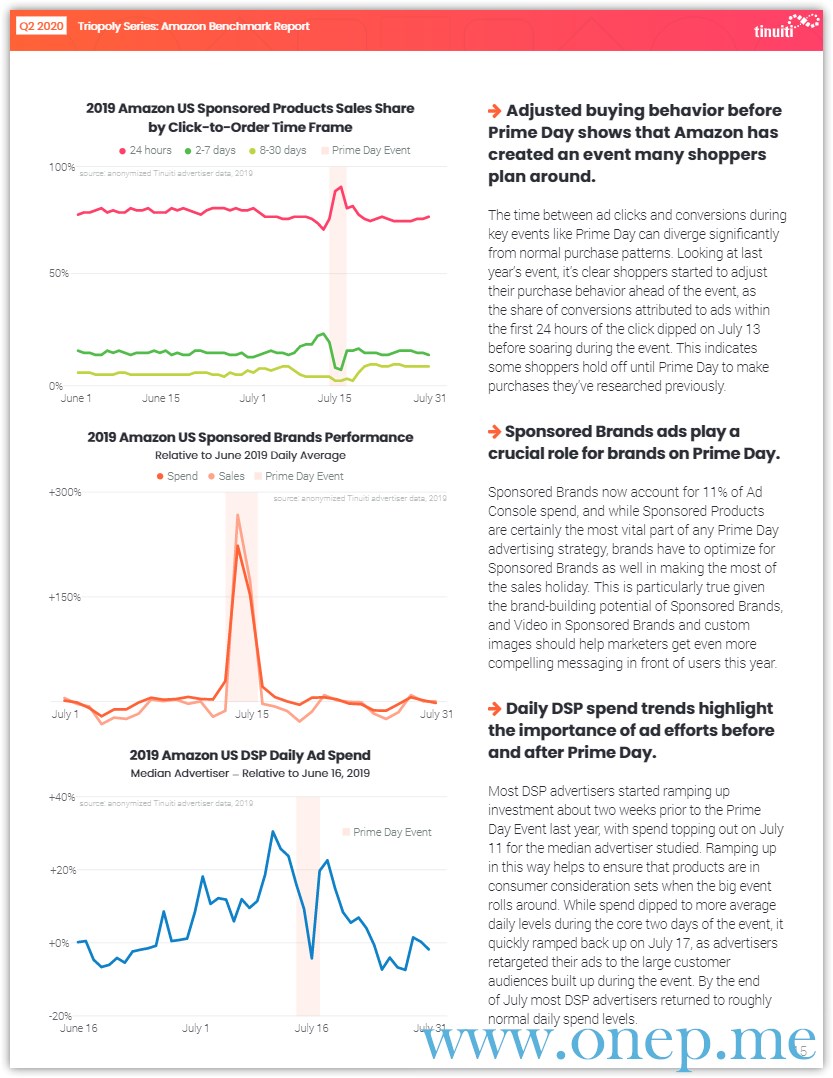 Q2 2020 Triopoly Series: Amazon Benchmark Report
tinuiti
2019 Amazon US Sponsored Products Sales Share
by Click-to-Order Time Frame
24 hours 2-7 days 8-30 days Prime Day Event
100%
source: anonymized Tinuiti advertiser data, 2019
50%
0%
June 1 June 15 July 1 July 15 July 31
2019 Amazon US Sponsored Brands Performance
Relative to June 2019 Daily Average
Spend Sales Prime Day Event
+300%
source: anonymized Tinuiti advertiser data, 2019
+150%
July 1 July 15 July 31
2019 Amazon US DSP Daily Ad Spend
Median Advertiser – Relative to June 16, 2019
+40%
source: anonymized Tinuiti advertiser data, 2019
Prime Day Event
+20%
+0%
-20%
June 16 July 1 July 16 July 31
Adjusted buying behavior before
Prime Day shows that Amazon has
created an event many shoppers
plan around.
The time between ad clicks and conversions during
key events like Prime Day can diverge significantly
from normal purchase patterns. Looking at last
year's event, it's clear shoppers started to adjust
their purchase behavior ahead of the event, as
the share of conversions attributed to ads within
the first 24 hours of the click dipped on July 13
before soaring during the event. This indicates
some shoppers hold off until Prime Day to make
purchases they've researched previously.
Sponsored Brands ads play a
crucial role for brands on Prime Day.
Sponsored Brands now account for 11% of Ad
Console spend, and while Sponsored Products
are certainly the most vital part of any Prime Day
advertising strategy, brands have to optimize for
Sponsored Brands as well in making the most of
the sales holiday. This is particularly true given
the brand-building potential of Sponsored Brands,
and Video in Sponsored Brands and custom
images should help marketers get even more
compelling messaging in front of users this year.
Daily DSP spend trends highlight
the importance of ad efforts before
and after Prime Day.
Most DSP advertisers started ramping up
investment about two weeks prior to the Prime
Day Event last year, with spend topping out on July
11 for the median advertiser studied. Ramping up
in this way helps to ensure that products are in
consumer consideration sets when the big event
rolls around. While spend dipped to more average
daily levels during the core two days of the event, it
quickly ramped back up on July 17, as advertisers
retargeted their ads to the large customer
audiences built up during the event. By the end
of July most DSP advertisers returned to roughly
normal daily spend levels.
www.onep.me